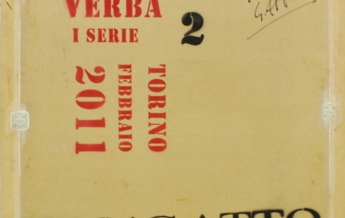 VERBA
I SERIE
2
TORINO
FEBBRAIO
2011